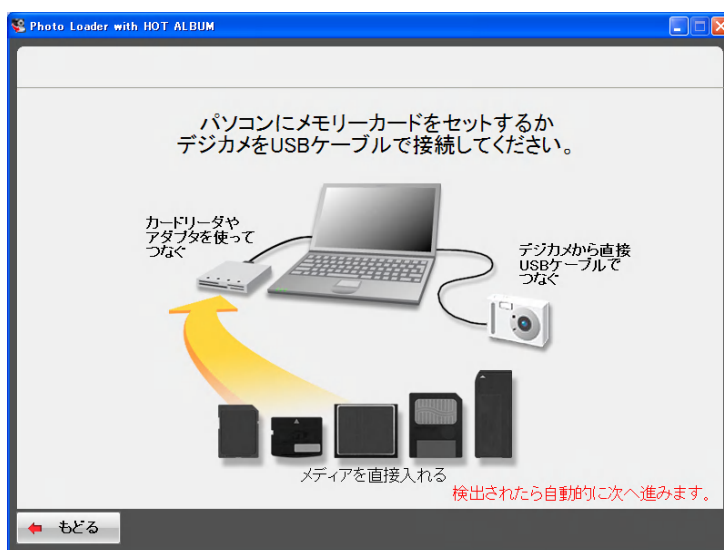 Photo Loader with HOT ALBUM
パソコンにメモリーカードをセットするか
デジカメをUSBケーブルで接続してください。
カードリーダや
アダプタを使って
つなぐ
デジカメから直接
USBケーブルで
つなぐ
メディアを直接入れる
検出されたら自動的に次へ進みます。
もどる